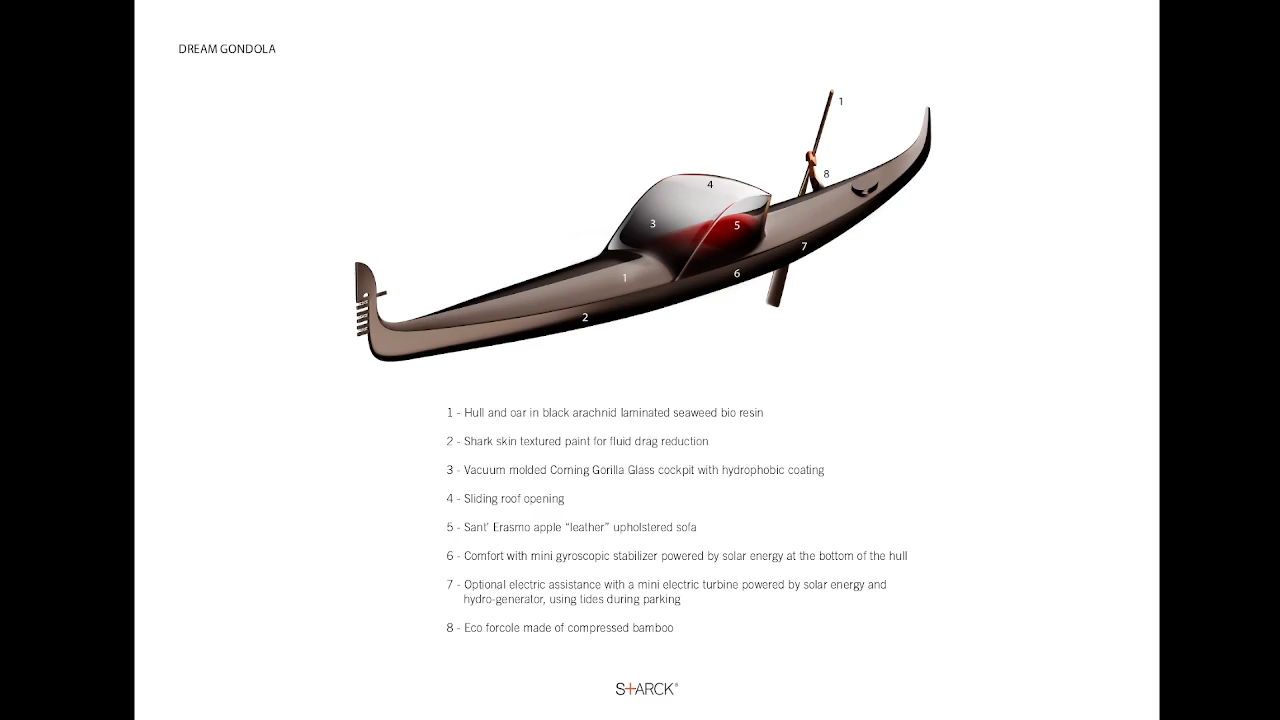 DREAM GONDOLA
1
8
4
3
5
7
6
1
2
1 - Hull and oar in black arachnid laminated seaweed bio resin
2 - Shark skin textured paint for fluid drag reduction
3 - Vacuum molded Corning Gorilla Glass cockpit with hydrophobic coating
4 - Sliding roof opening
5 - Sant' Erasmo apple “leather” upholstered sofa
6 - Comfort with mini gyroscopic stabilizer powered by solar energy at the bottom of the hull
7 - Optional electric assistance with a mini electric turbine powered by solar energy and
hydro-generator, using tides during parking
8 - Eco forcole made of compressed bamboo
S+ARCK®